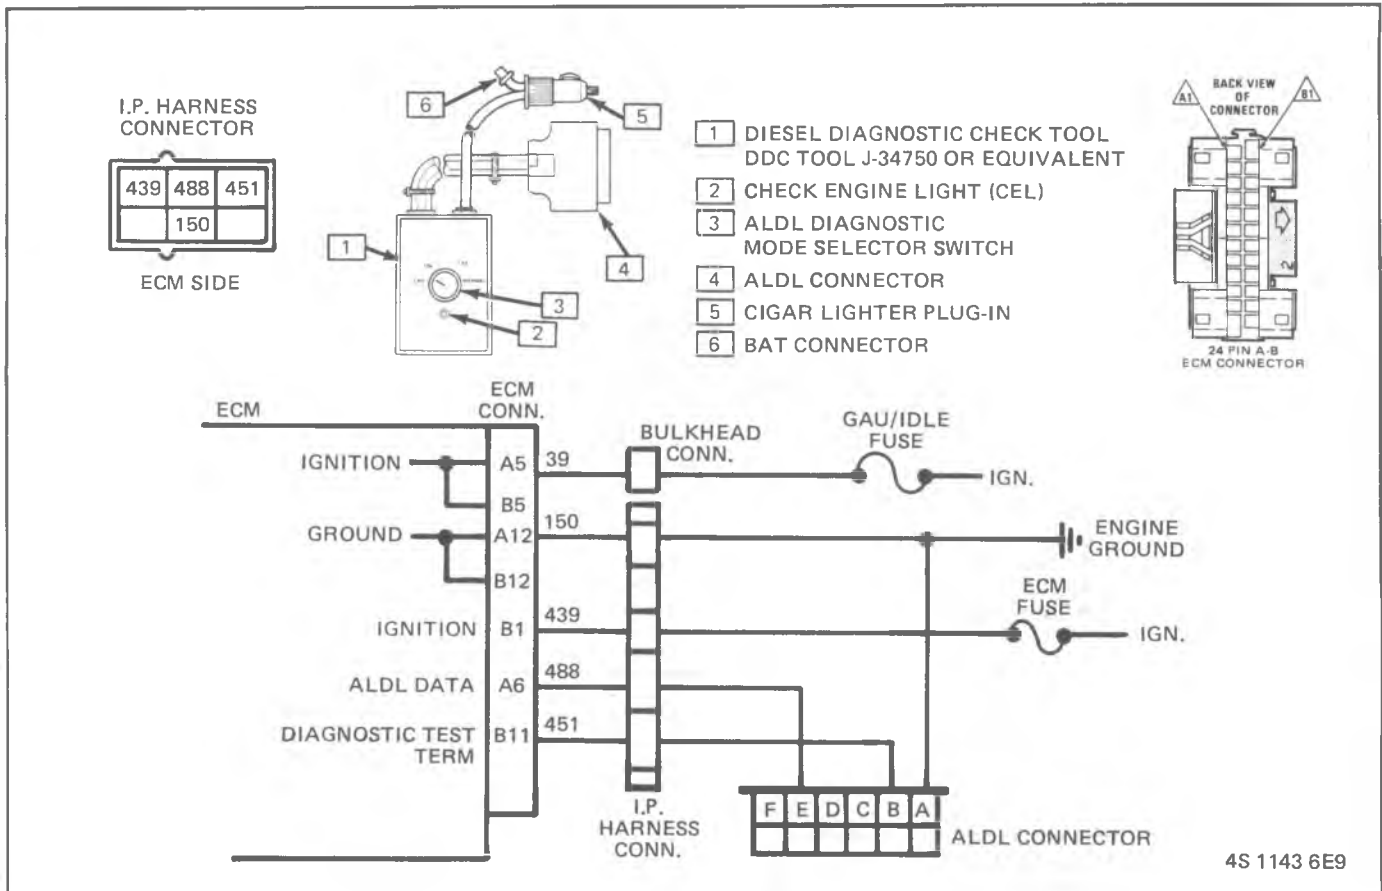 I.P. HARNESS
CONNECTOR
439 488 451
150
ECM SIDE
6
5
1
4
3
2
1 DIESEL DIAGNOSTIC CHECK TOOL
DDC TOOL J-34750 OR EQUIVALENT
2 CHECK ENGINE LIGHT (CEL)
3 ALDL DIAGNOSTIC
MODE SELECTOR SWITCH
4 ALDL CONNECTOR
5 CIGAR LIGHTER PLUG-IN
6 BAT CONNECTOR
BACK VIEW
OF
CONNECTOR
A1
B1
2
24 PIN A-B
ECM CONNECTOR
ECM
ECM
CONN.
BULKHEAD
CONN.
GAU/IDLE
FUSE
IGNITION
A5
39
IGN.
B5
GROUND
A12
150
ENGINE
GROUND
B12
ECM
FUSE
IGNITION
B1
439
IGN.
ALDL DATA
A6
488
DIAGNOSTIC TEST
TERM
B11
451
I.P.
HARNESS
CONN.
F E D C B A
ALDL CONNECTOR
4S 1143 6E9